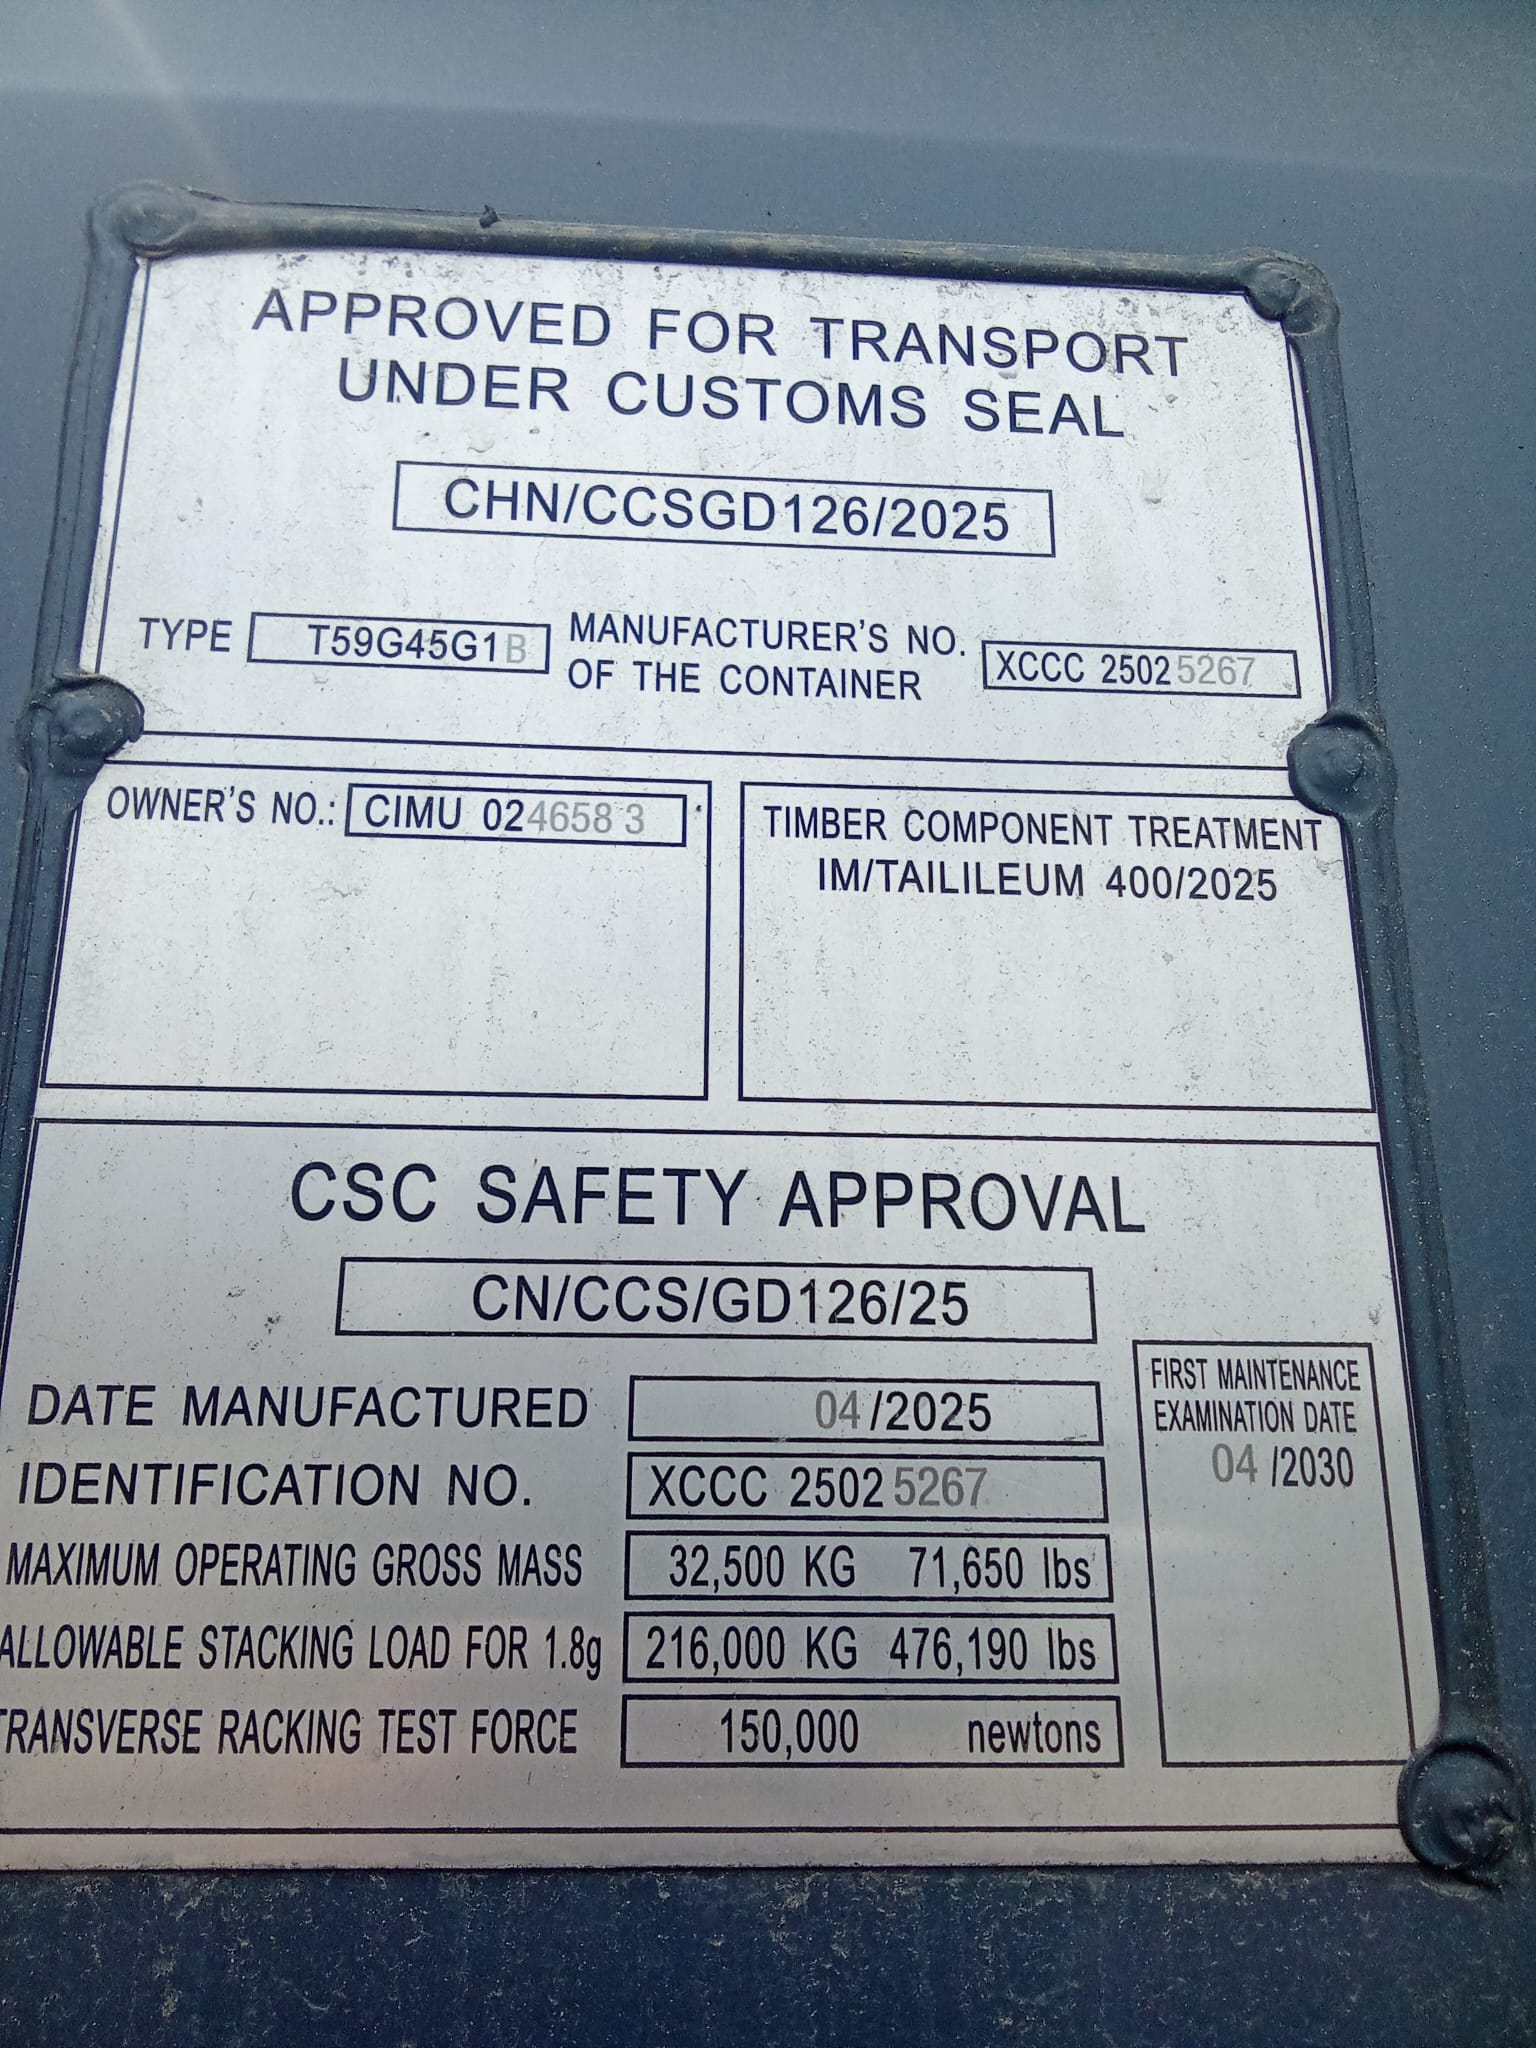 APPROVED FOR TRANSPORT
UNDER CUSTOMS SEAL
CHN/CCSGD126/2025
TYPE T59G45G1B MANUFACTURER'S NO. OF THE CONTAINER XCCC 25025267
OWNER'S NO.: CIMU 024658 3
TIMBER COMPONENT TREATMENT
IM/TAILILEUM 400/2025
CSC SAFETY APPROVAL
CN/CCS/GD126/25
DATE MANUFACTURED 04/2025
IDENTIFICATION NO. XCCC 25025267
MAXIMUM OPERATING GROSS MASS 32,500 KG 71,650 lbs
ALLOWABLE STACKING LOAD FOR 1.8g 216,000 KG 476,190 lbs
TRANSVERSE RACKING TEST FORCE 150,000 newtons
FIRST MAINTENANCE
EXAMINATION DATE
04/2030